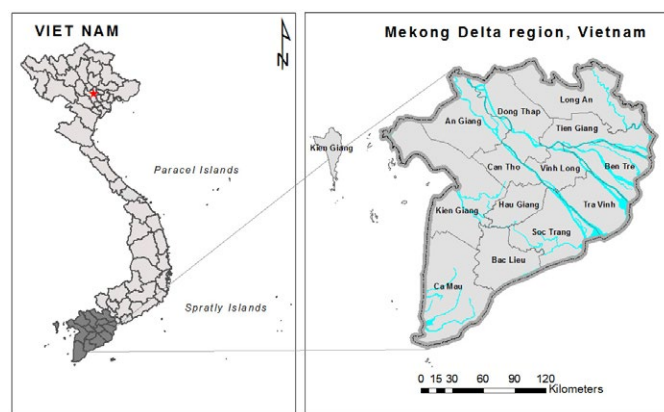 VIET NAM
N
Paracel Islands
Spratly Islands
Mekong Delta region, Vietnam
Long An
Dong Thap
An Giang
Tien Giang
Kien Giang
Can Tho
Vinh Long
Ben Tre
Kien Giang
Hau Giang
Tra Vinh
Soc Trang
Bac Lieu
Ca Mau
0 15 30 60 90 120
Kilometers